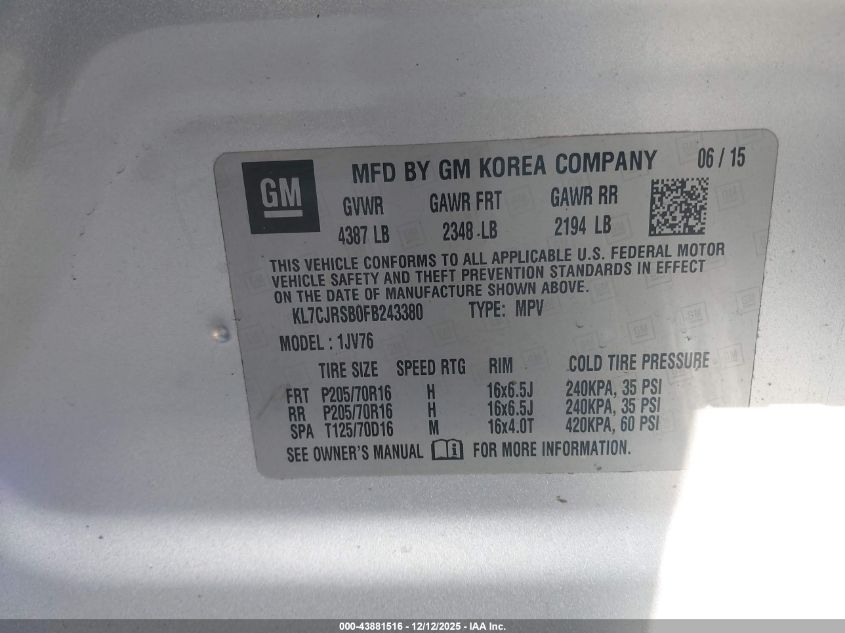 GM
MFD BY GM KOREA COMPANY 06 / 15
GVWR GAWR FRT GAWR RR
4387 LB 2348 LB 2194 LB
THIS VEHICLE CONFORMS TO ALL APPLICABLE U.S. FEDERAL MOTOR
VEHICLE SAFETY AND THEFT PREVENTION STANDARDS IN EFFECT
ON THE DATE OF MANUFACTURE SHOWN ABOVE.
KL7CJRSB0FB243380 TYPE: MPV
MODEL : 1JV76
TIRE SIZE SPEED RTG RIM COLD TIRE PRESSURE
FRT P205/70R16 H 16x6.5J 240KPA, 35 PSI
RR P205/70R16 H 16x6.5J 240KPA, 35 PSI
SPA T125/70D16 M 16x4.0T 420KPA, 60 PSI
SEE OWNER'S MANUAL FOR MORE INFORMATION.
000-43881516 - 12/12/2025 - IAA Inc.